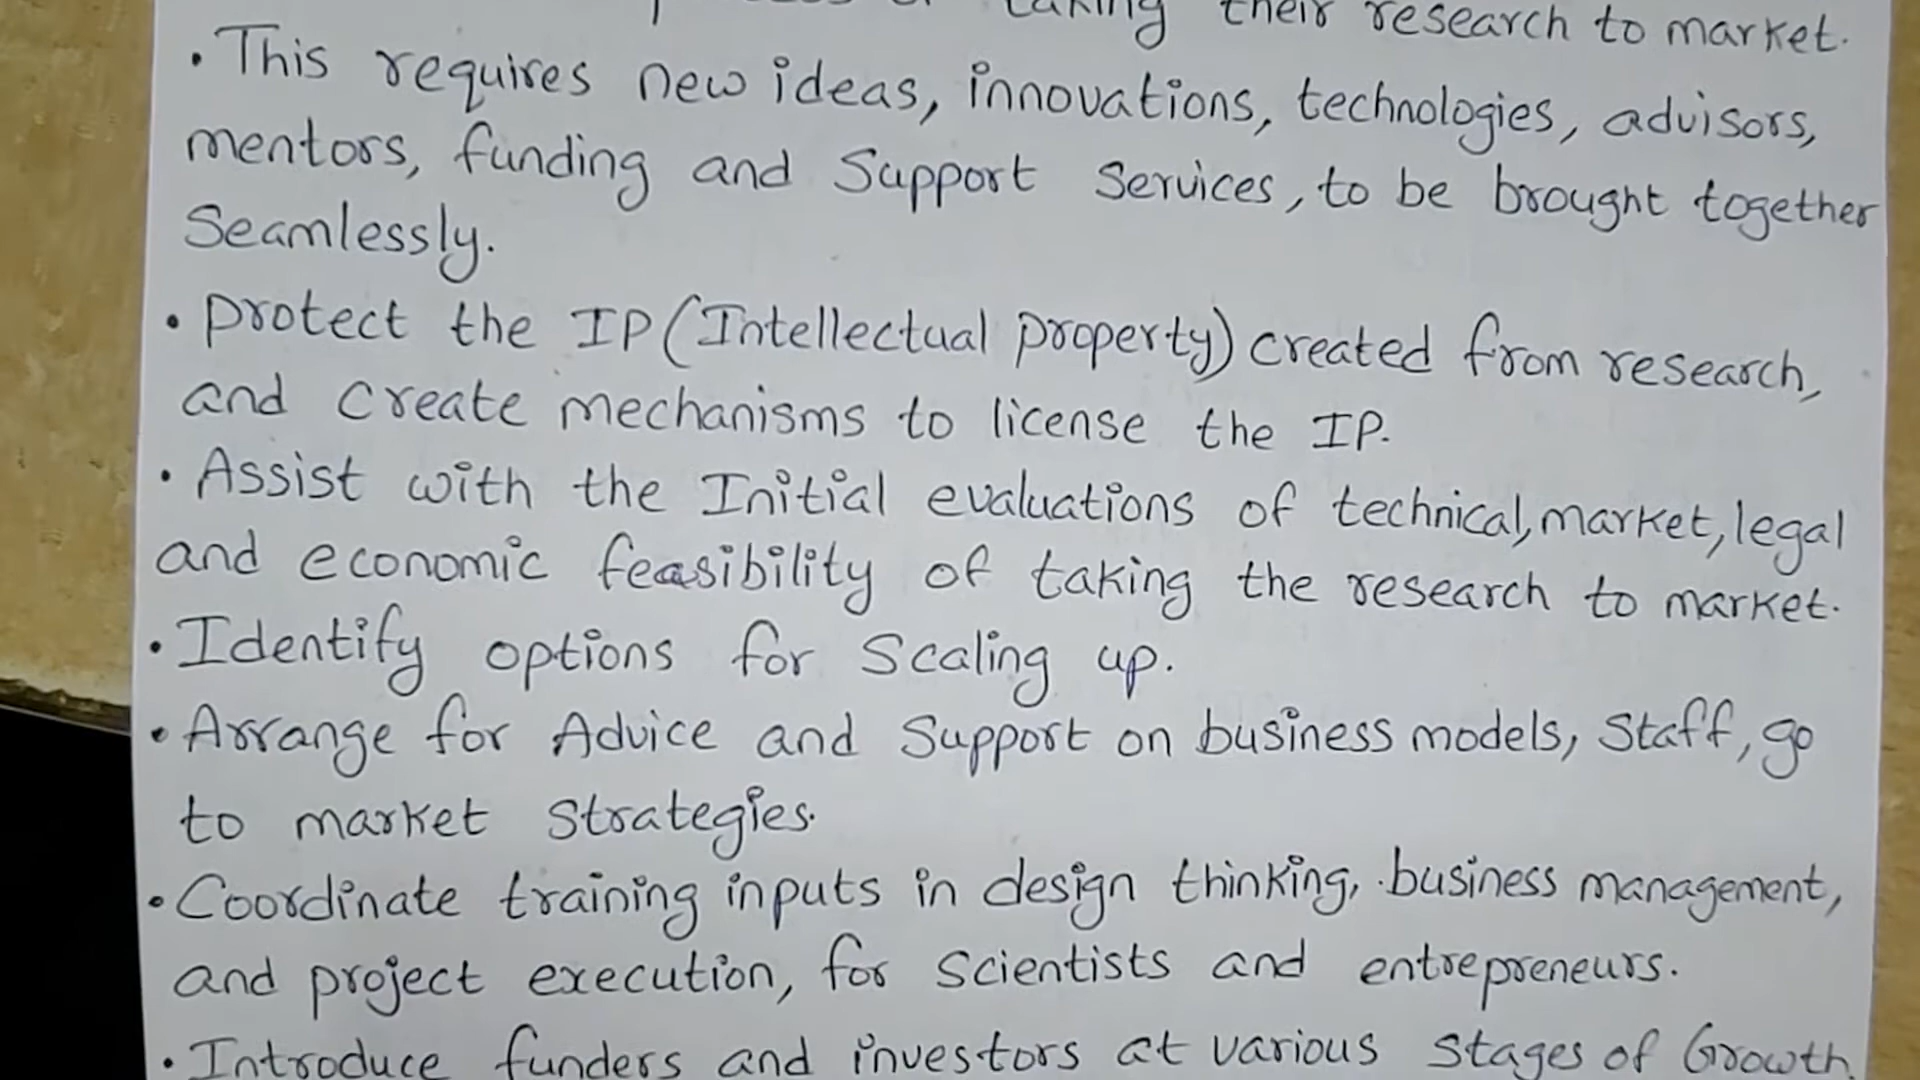 taking their research to market.
• This requires new ideas, innovations, technologies, advisors,
mentors, funding and Support Services, to be brought together
Seamlessly.
• Protect the IP (Intellectual property) created from research,
and create mechanisms to license the IP.
• Assist with the Initial evaluations of technical, market, legal
and economic feasibility of taking the research to market.
• Identify options for Scaling up.
• Arrange for Advice and Support on business models, Staff, go
to market Strategies.
• Coordinate training inputs in design thinking, business management,
and project execution, for Scientists and entrepreneurs.
• Introduce funders and investors at various Stages of Growth